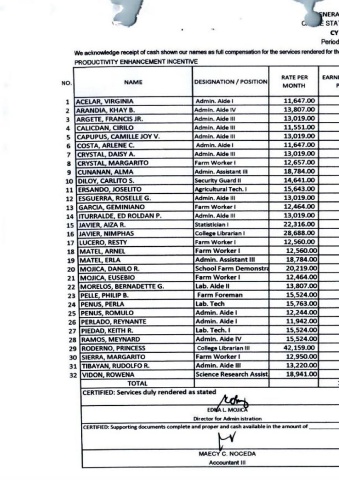 GENERA
STA
CY
Period
We acknowledge receipt of cash shown our names as full compensation for the services rendered for th
PRODUCTIVITY ENHANCEMENT INCENTIVE
NO. NAME DESIGNATION / POSITION RATE PER MONTH EARN
1 ACELAR, VIRGINIA Admin. Aide I 11,647.00
2 ARANDIA, KHAY B. Admin. Aide IV 13,807.00
3 ARGETE, FRANCIS JR. Admin. Aide III 13,019.00
4 CALICDAN, CIRILO Admin. Aide III 11,551.00
5 CAPUPUS, CAMILLE JOY V. Admin. Aide III 13,019.00
6 COSTA, ARLENE C. Admin. Aide I 11,647.00
7 CRYSTAL, DAISY A. Admin. Aide III 13,019.00
8 CRYSTAL, MARGARITO Farm Worker I 12,657.00
9 CUNANAN, ALMA Admin. Assistant III 18,784.00
10 DILOY, CARLITO S. Security Guard II 14,641.00
11 ERSANDO, JOSELITO Agricultural Tech. I 15,643.00
12 ESGUERRA, ROSELLE G. Admin. Aide III 13,019.00
13 GARCIA, GEMINIANO Farm Worker I 12,464.00
14 ITURRALDE, ED ROLDAN P. Admin. Aide III 13,019.00
15 JAVIER, AIZA R. Statistician I 22,316.00
16 JAVIER, NIMPHAS College Librarian I 28,688.00
17 LUCERO, RESTY Farm Worker I 12,560.00
18 MATEL, ARNEL Farm Worker I 12,560.00
19 MATEL, ERLA Admin. Assistant III 18,784.00
20 MOJICA, DANILO R. School Farm Demonstra 20,219.00
21 MOJICA, EUSEBIO Farm Worker I 12,464.00
22 MORELOS, BERNADETTE G. Lab. Aide II 13,807.00
23 PELLE, PHILIP B. Farm Foreman 15,524.00
24 PENUS, PERLA Lab. Tech 15,763.00
25 PENUS, ROMULO Admin. Aide I 12,244.00
26 PERLADO, REYNANTE Admin. Aide I 11,942.00
27 PIEDAD, KEITH R. Lab. Tech. I 15,524.00
28 RAMOS, MEYNARD Admin. Aide IV 15,524.00
29 RODERNO, PRINCESS College Librarian III 42,159.00
30 SIERRA, MARGARITO Farm Worker I 12,950.00
31 TIBAYAN, RUDOLFO R. Admin. Aide III 13,220.00
32 VIDON, ROWENA Science Research Assist 18,941.00
TOTAL
CERTIFIED: Services duly rendered as stated
EDNA L. MOJICA
Director for Administration
CERTIFIED: Supporting documents complete and proper and cash available in the amount of
MAECY C. NOCEDA
Accountant III